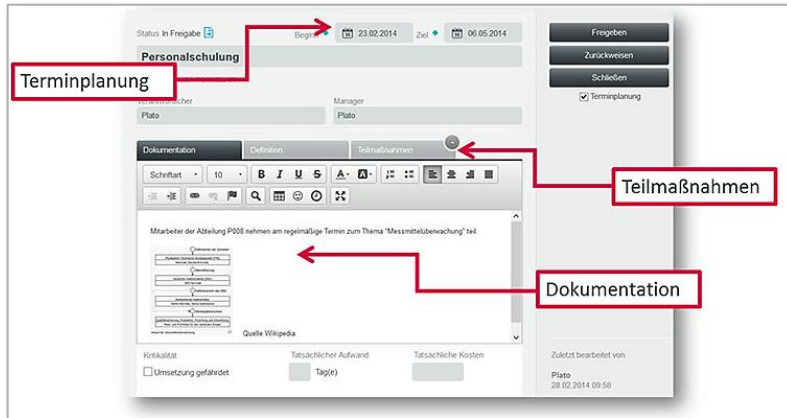 Status In Freigabe
Beginn 23.02.2014 Ziel 06.05.2014
Personalschulung
Terminplanung
Verantwortlicher Manager
Plato Plato
Freigeben
Zurückweisen
Schließen
Terminplanung
Dokumentation Definition Teilmaßnahmen
Schriftart 10 B I U S A A
Teilmaßnahmen
Mitarbeiter der Abteilung P008 nehmen am regelmäßige Termin zum Thema "Messmittelüberwachung" teil.
Quelle Wikipedia
Dokumentation
Kritikalität Tatsächlicher Aufwand Tatsächliche Kosten
Umsetzung gefährdet Tag(e)
Zuletzt bearbeitet von
Plato
28.02.2014 09:58